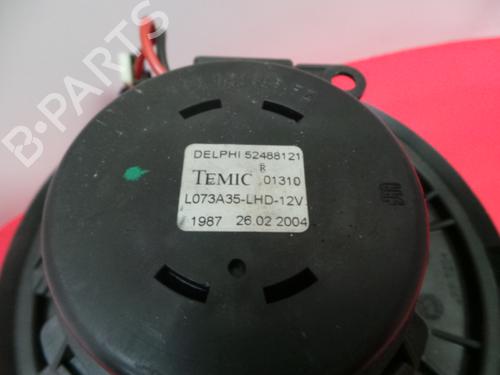 B-PARTS
DELPHI 52488121
R
TEMIC 01310
L073A35-LHD-12V
1987 26.02 2004